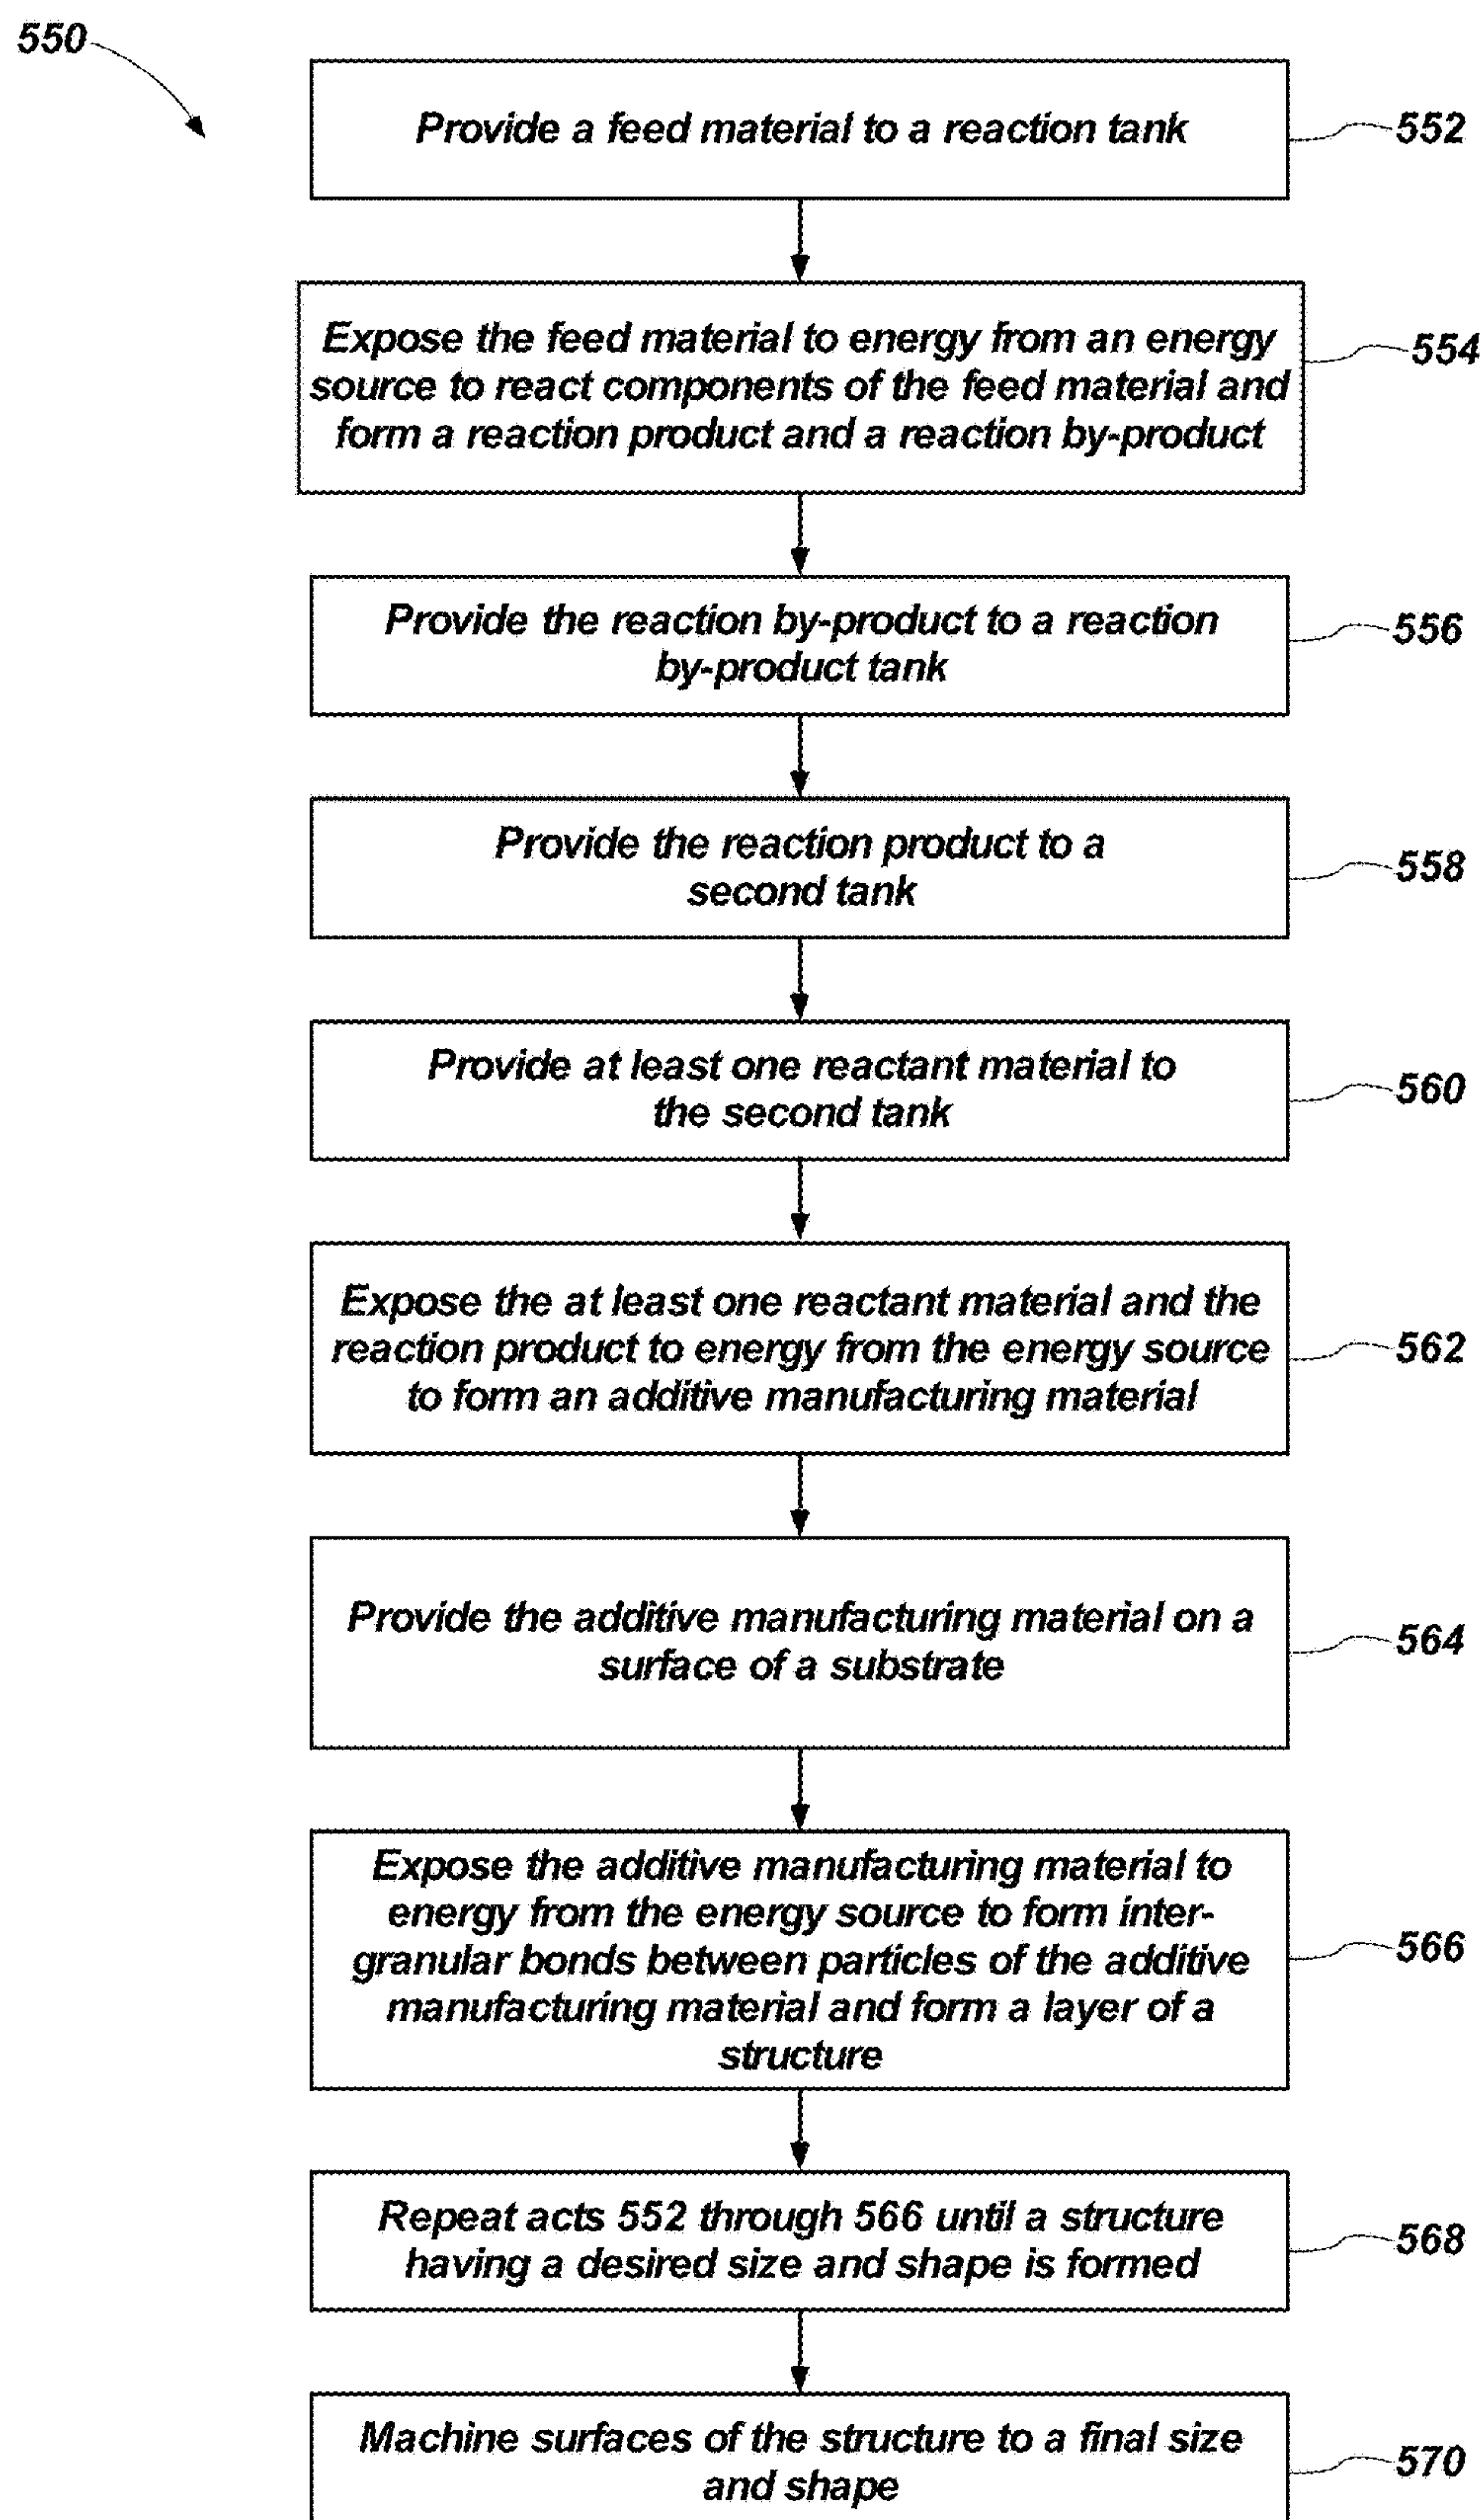 550
Provide a feed material to a reaction tank
552
Expose the feed material to energy from an energy
source to react components of the feed material and
form a reaction product and a reaction by-product
554
Provide the reaction by-product to a reaction
by-product tank
556
Provide the reaction product to a
second tank
558
Provide at least one reactant material to
the second tank
560
Expose the at least one reactant material and the
reaction product to energy from the energy source
to form an additive manufacturing material
562
Provide the additive manufacturing material on a
surface of a substrate
564
Expose the additive manufacturing material to
energy from the energy source to form inter-
granular bonds between particles of the additive
manufacturing material and form a layer of a
structure
566
Repeat acts 552 through 566 until a structure
having a desired size and shape is formed
568
Machine surfaces of the structure to a final size
and shape
570